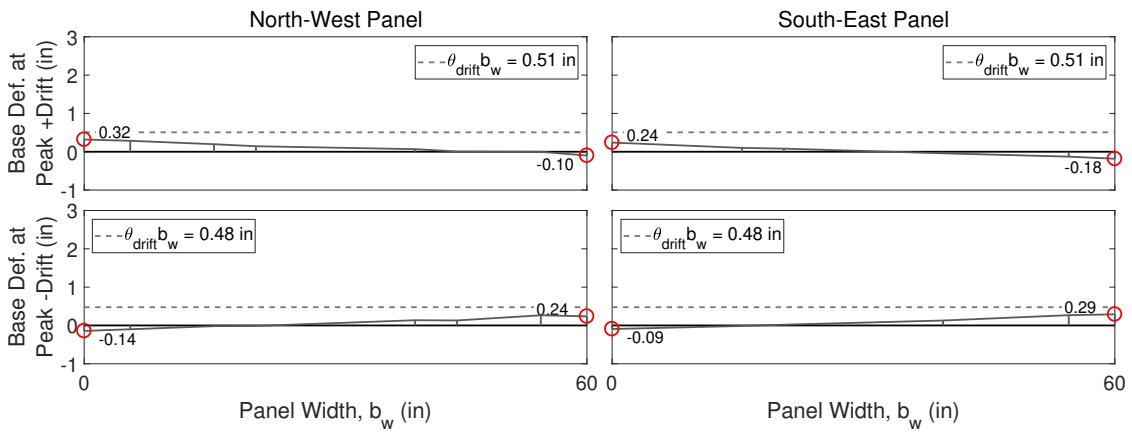 North-West Panel
South-East Panel
Base Def. at
Peak +Drift (in)
3
2
1
0
-1
θdriftbw = 0.51 in
0.32
-0.10
θdriftbw = 0.51 in
0.24
-0.18
Base Def. at
Peak -Drift (in)
3
2
1
0
-1
θdriftbw = 0.48 in
-0.14
0.24
θdriftbw = 0.48 in
-0.09
0.29
0
60
0
60
Panel Width, bw (in)
Panel Width, bw (in)